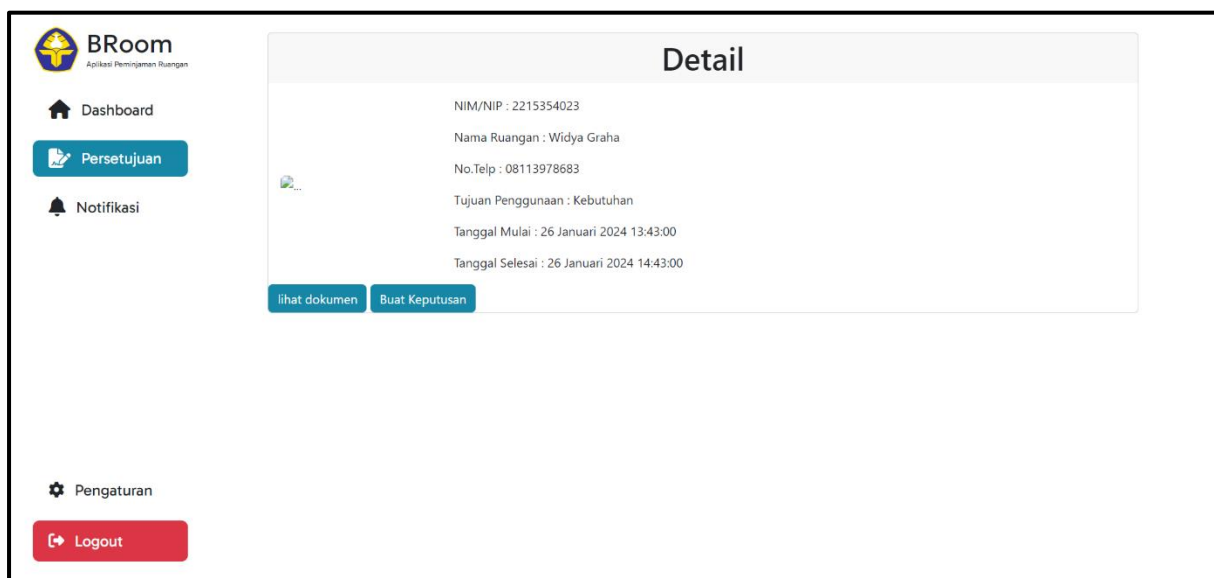 BRoom
Aplikasi Peminjaman Ruangan
Dashboard
Persetujuan
Notifikasi
Pengaturan
Logout
Detail
...
NIM/NIP : 2215354023
Nama Ruangan : Widya Graha
No.Telp : 08113978683
Tujuan Penggunaan : Kebutuhan
Tanggal Mulai : 26 Januari 2024 13:43:00
Tanggal Selesai : 26 Januari 2024 14:43:00
lihat dokumen
Buat Keputusan